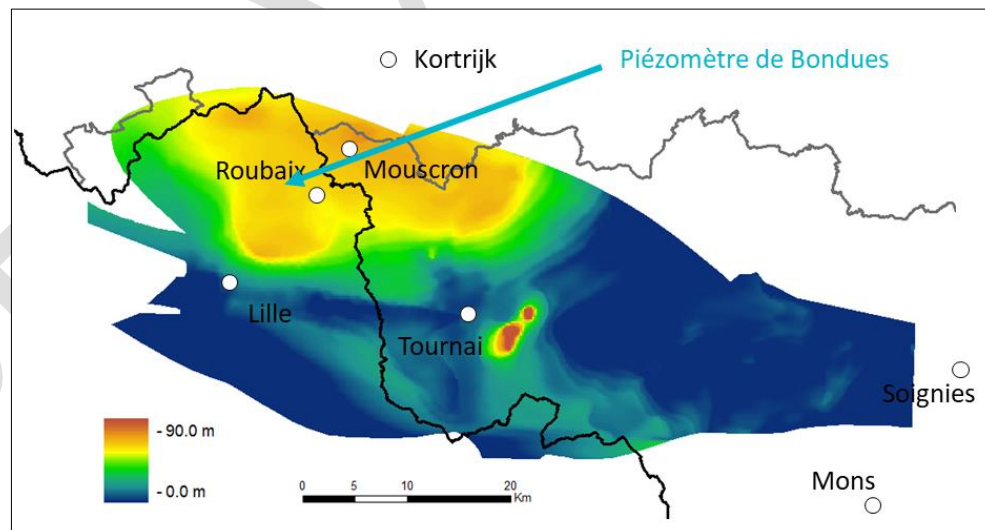 Kortrijk
Piézomètre de Bondues
Roubaix
Mouscron
Lille
Tournai
Soignies
Mons
- 90.0 m
- 0.0 m
0 5 10 20
Km